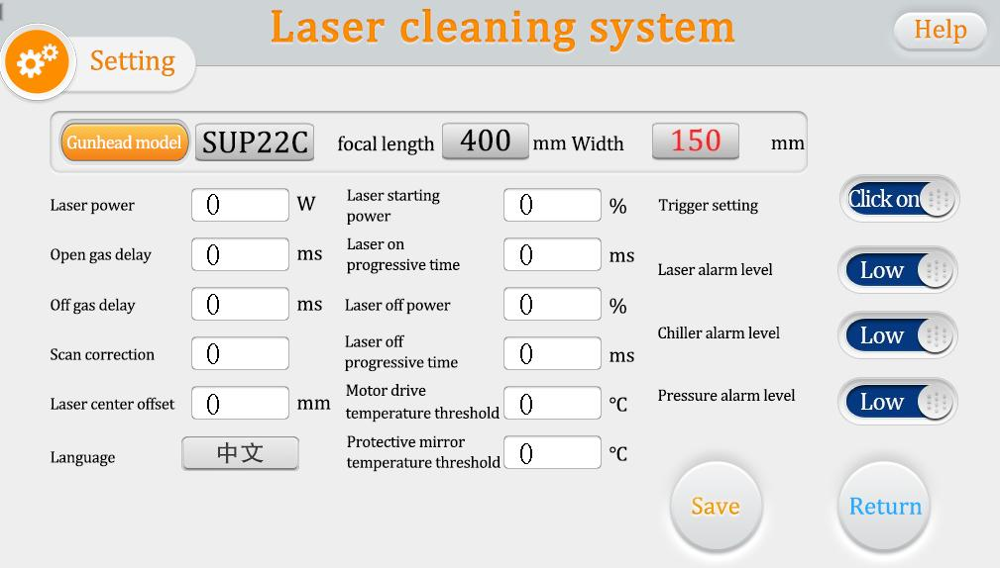 Laser cleaning system
Help
Setting
Gunhead model SUP22C focal length 400 mm Width 150 mm
Laser power 0 W
Laser starting
power 0 %
Trigger setting Click on
Open gas delay 0 ms
Laser on
progressive time 0 ms
Laser alarm level Low
Off gas delay 0 ms
Laser off power 0 %
Chiller alarm level Low
Scan correction 0
Laser off
progressive time 0 ms
Pressure alarm level Low
Laser center offset 0 mm
Motor drive
temperature threshold 0 °C
Language 中文
Protective mirror
temperature threshold 0 °C
Save
Return